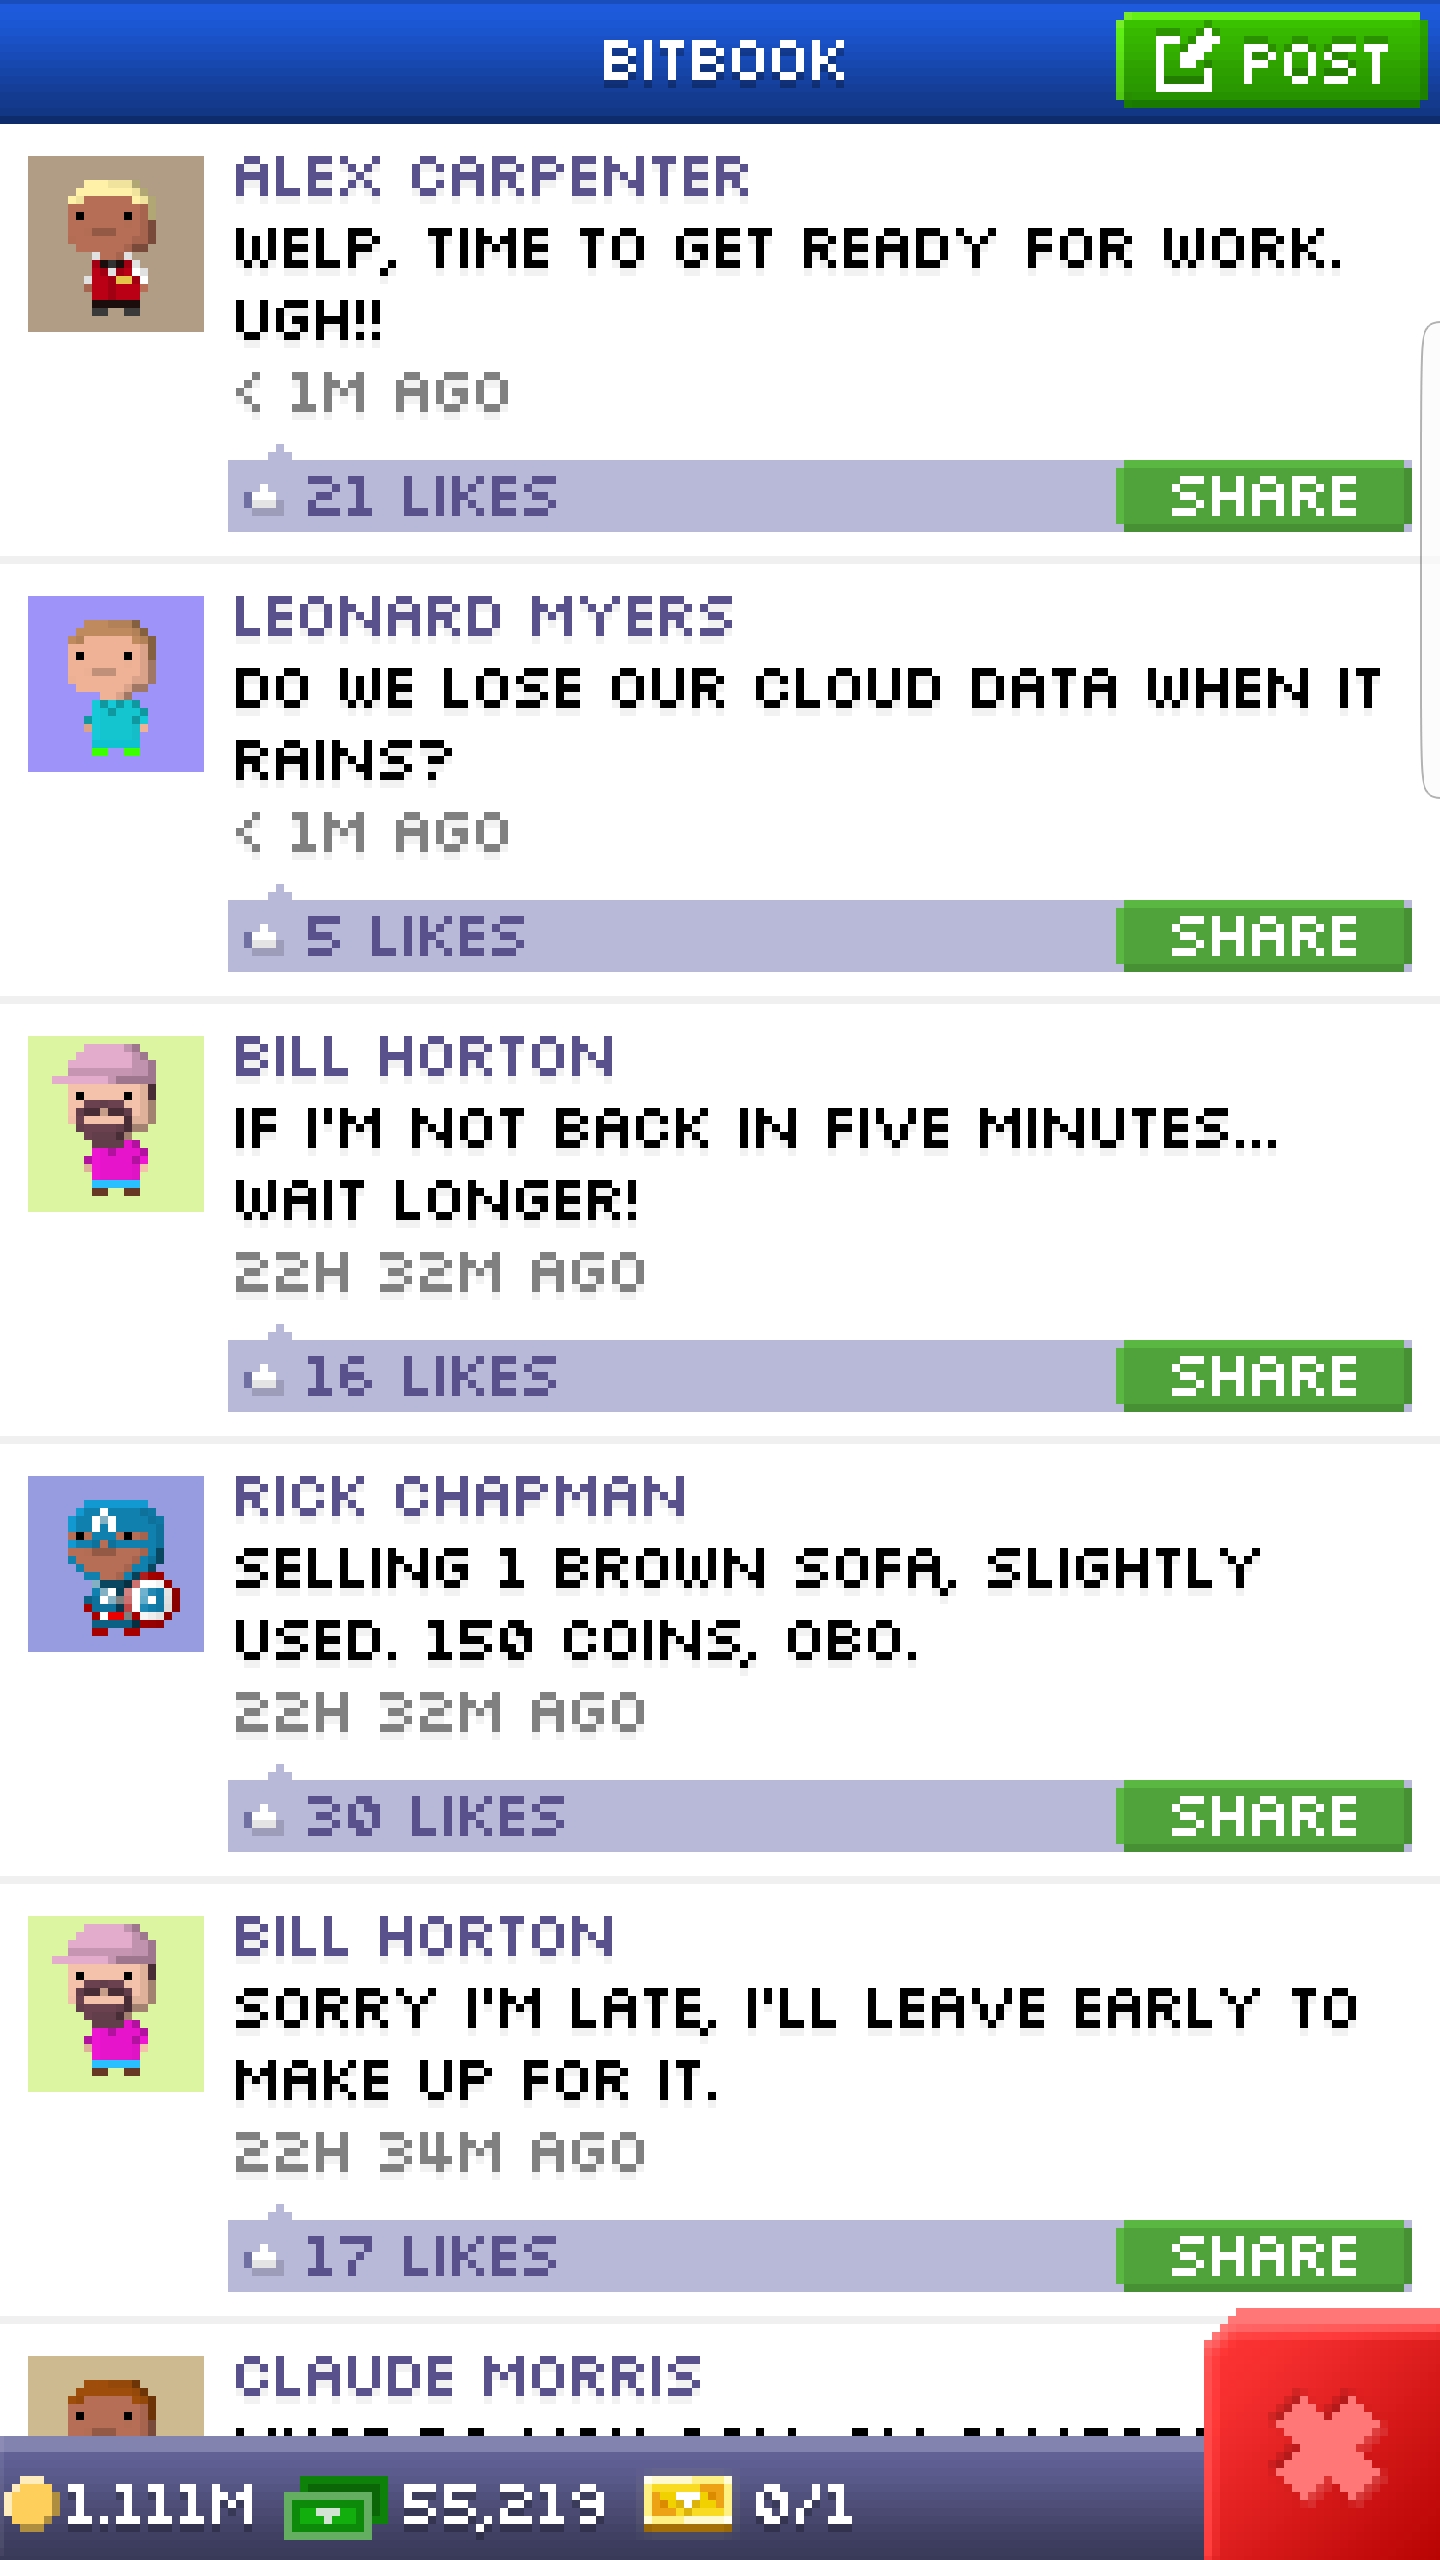 BITBOOK
POST
ALEX CARPENTER
WELP, TIME TO GET READY FOR WORK.
UGH!!
< 1M AGO
21 LIKES
SHARE
LEONARD MYERS
DO WE LOSE OUR CLOUD DATA WHEN IT
RAINS?
< 1M AGO
5 LIKES
SHARE
BILL HORTON
IF I'M NOT BACK IN FIVE MINUTES...
WAIT LONGER!
22H 32M AGO
16 LIKES
SHARE
RICK CHAPMAN
SELLING 1 BROWN SOFA, SLIGHTLY
USED. 150 COINS, OBO.
22H 32M AGO
30 LIKES
SHARE
BILL HORTON
SORRY I'M LATE, I'LL LEAVE EARLY TO
MAKE UP FOR IT.
22H 34M AGO
17 LIKES
SHARE
CLAUDE MORRIS
1.111M 55,219 0/1